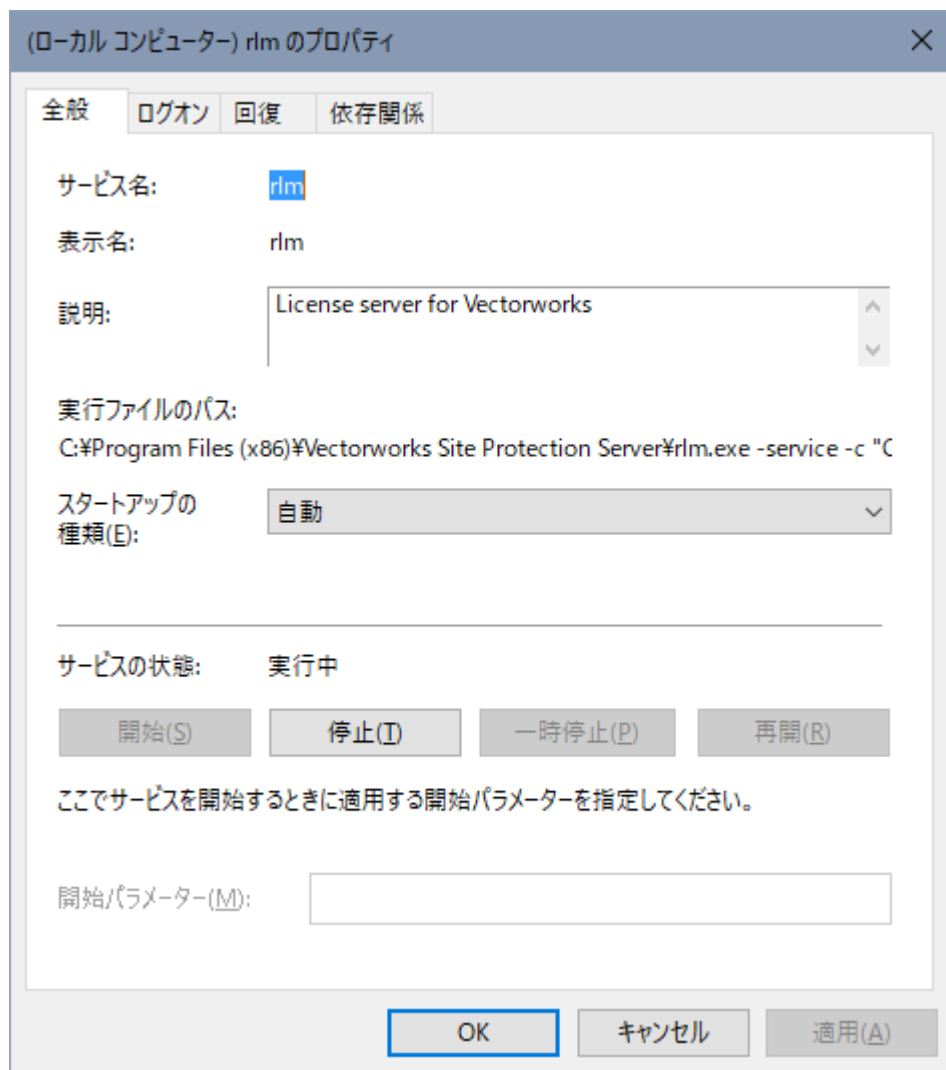 (ローカル コンピューター) rlm のプロパティ
全般 ログオン 回復 依存関係
サービス名: rlm
表示名: rlm
説明: License server for Vectorworks
実行ファイルのパス:
C:¥Program Files (x86)¥Vectorworks Site Protection Server¥rlm.exe -service -c "C
スタートアップの
種類(E): 自動
サービスの状態: 実行中
開始(S) 停止(T) 一時停止(P) 再開(R)
ここでサービスを開始するときに適用する開始パラメーターを指定してください。
開始パラメーター(M):
OK キャンセル 適用(A)